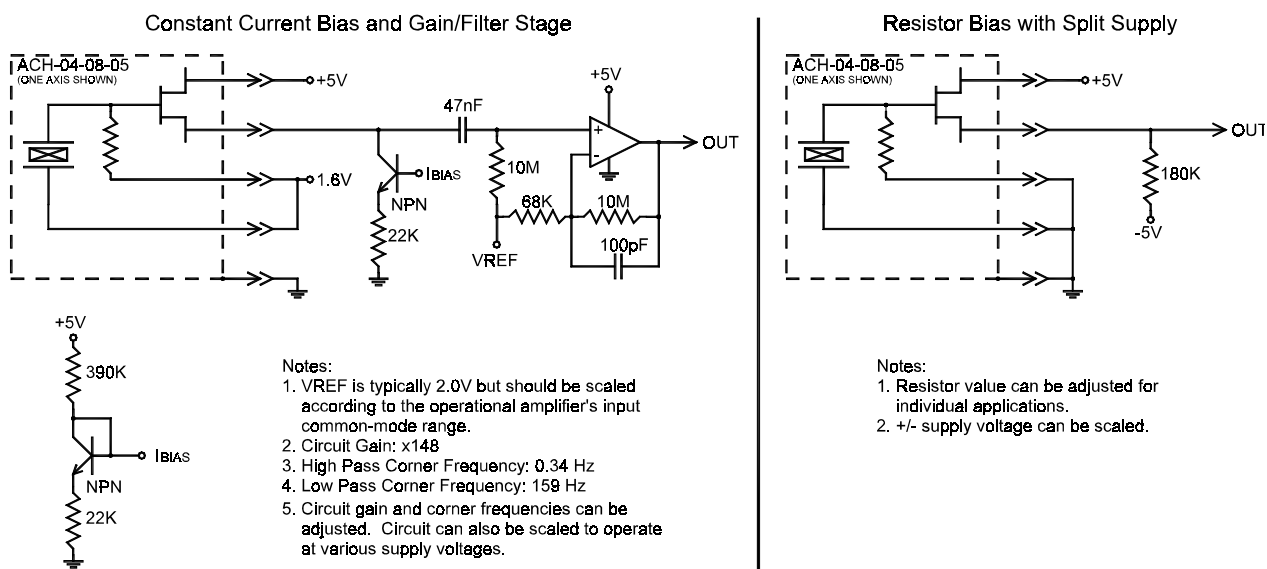 Constant Current Bias and Gain/Filter Stage
ACH-04-08-05
(ONE AXIS SHOWN)
+5V
1.6V
47nF
+5V
+
-
OUT
10M
IBIAS
NPN
22K
68K
10M
100pF
VREF
+5V
390K
IBIAS
NPN
22K
Notes:
1. VREF is typically 2.0V but should be scaled
according to the operational amplifier's input
common-mode range.
2. Circuit Gain: x148
3. High Pass Corner Frequency: 0.34 Hz
4. Low Pass Corner Frequency: 159 Hz
5. Circuit gain and corner frequencies can be
adjusted. Circuit can also be scaled to operate
at various supply voltages.
Resistor Bias with Split Supply
ACH-04-08-05
(ONE AXIS SHOWN)
+5V
OUT
180K
-5V
Notes:
1. Resistor value can be adjusted for
individual applications.
2. +/- supply voltage can be scaled.